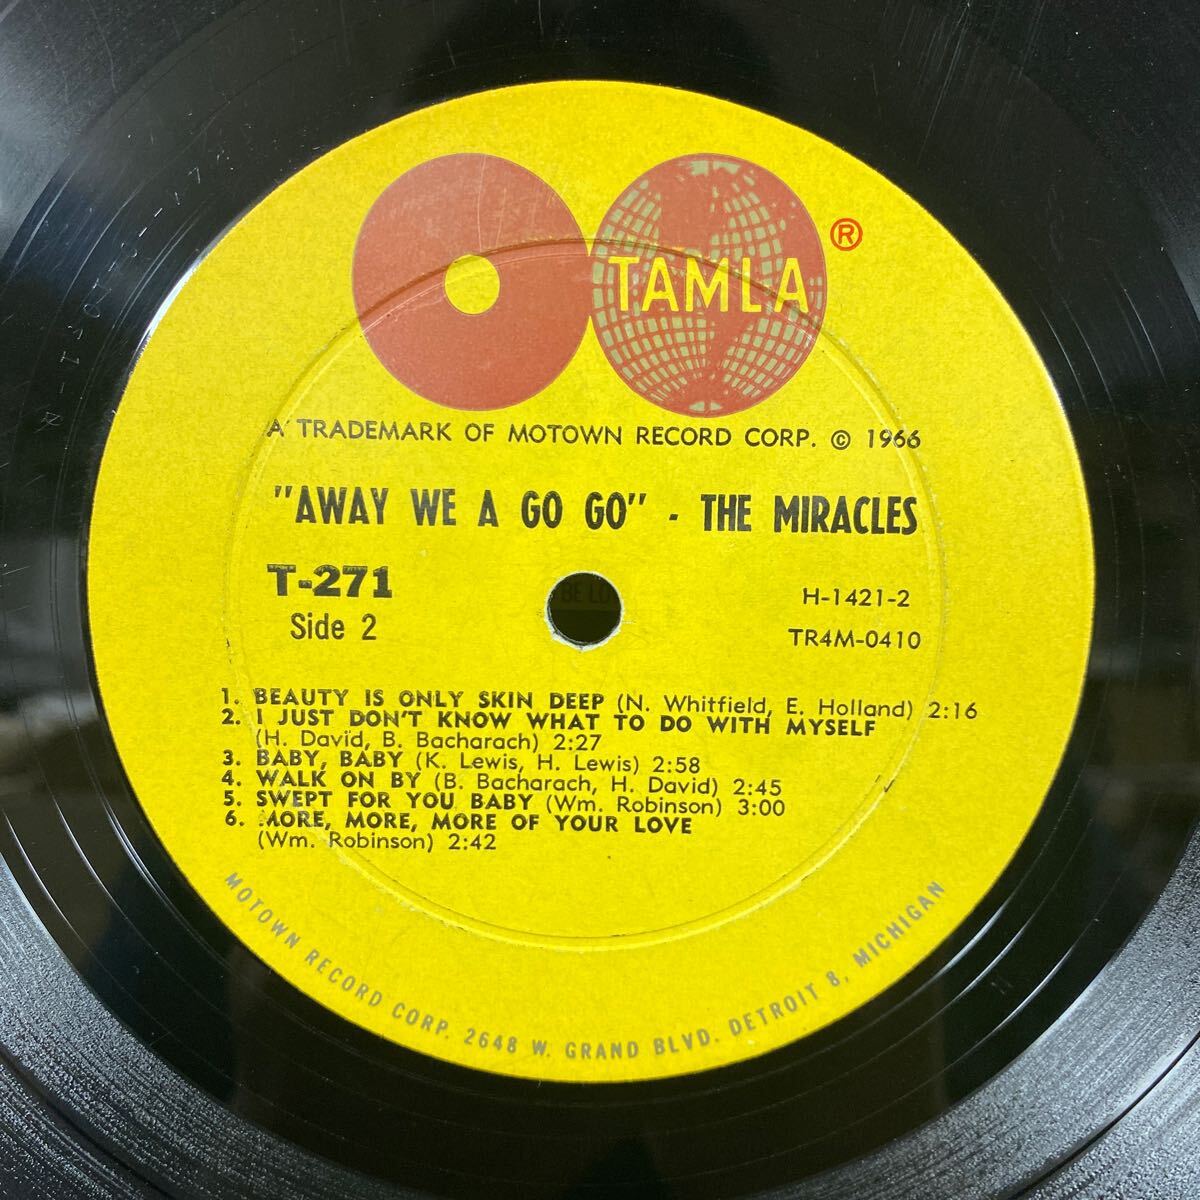 TAMLA ®
A TRADEMARK OF MOTOWN RECORD CORP. © 1966
"AWAY WE A GO GO" - THE MIRACLES
T-271
Side 2
H-1421-2
TR4M-0410
1. BEAUTY IS ONLY SKIN DEEP (N. Whitfield, E. Holland) 2:16
2. I JUST DON'T KNOW WHAT TO DO WITH MYSELF
(H. David, B. Bacharach) 2:27
3. BABY, BABY (K. Lewis, H. Lewis) 2:58
4. WALK ON BY (B. Bacharach, H. David) 2:45
5. SWEPT FOR YOU BABY (Wm. Robinson) 3:00
6. MORE, MORE, MORE OF YOUR LOVE
(Wm. Robinson) 2:42
MOTOWN RECORD CORP. 2648 W. GRAND BLVD. DETROIT 8, MICHIGAN